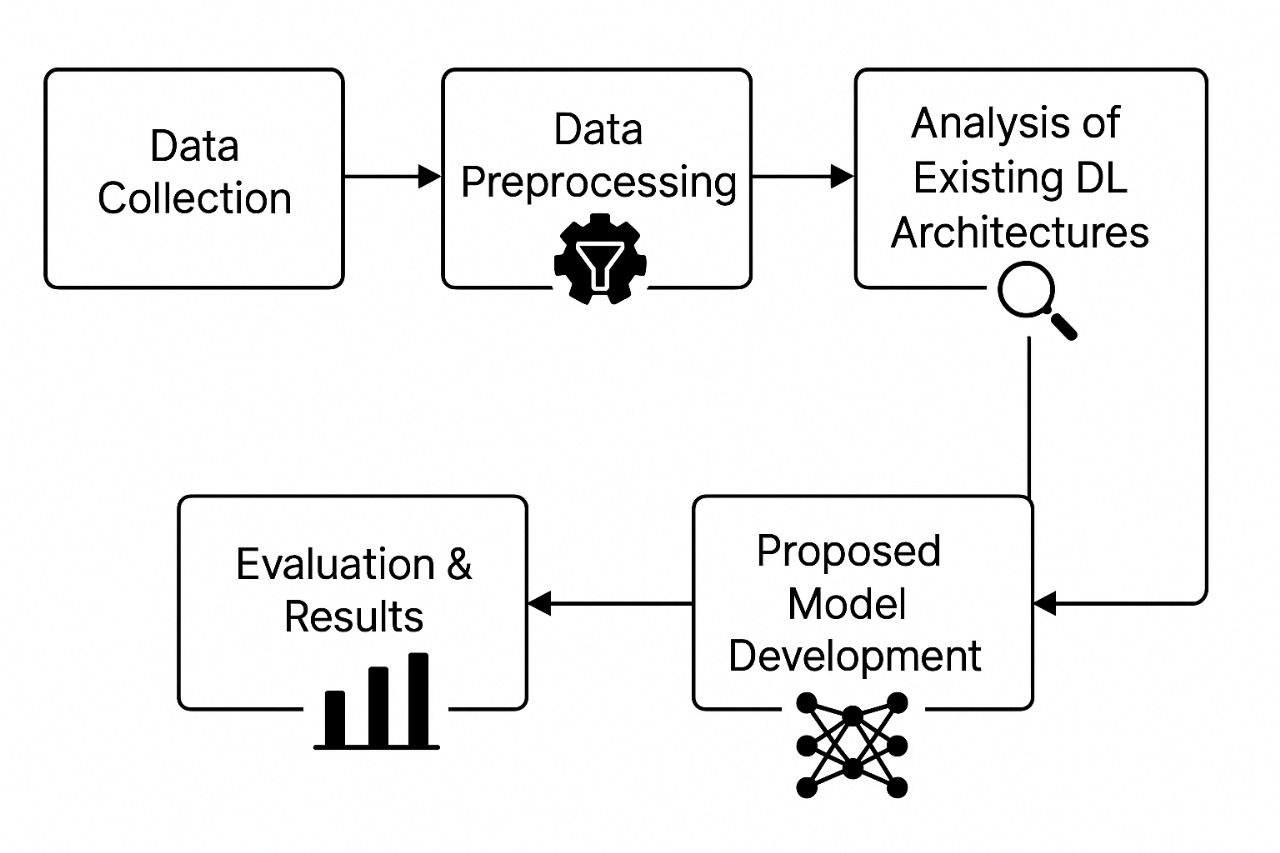 Data
Collection
Data
Preprocessing
Analysis of
Existing DL
Architectures
Proposed
Model
Development
Evaluation &
Results